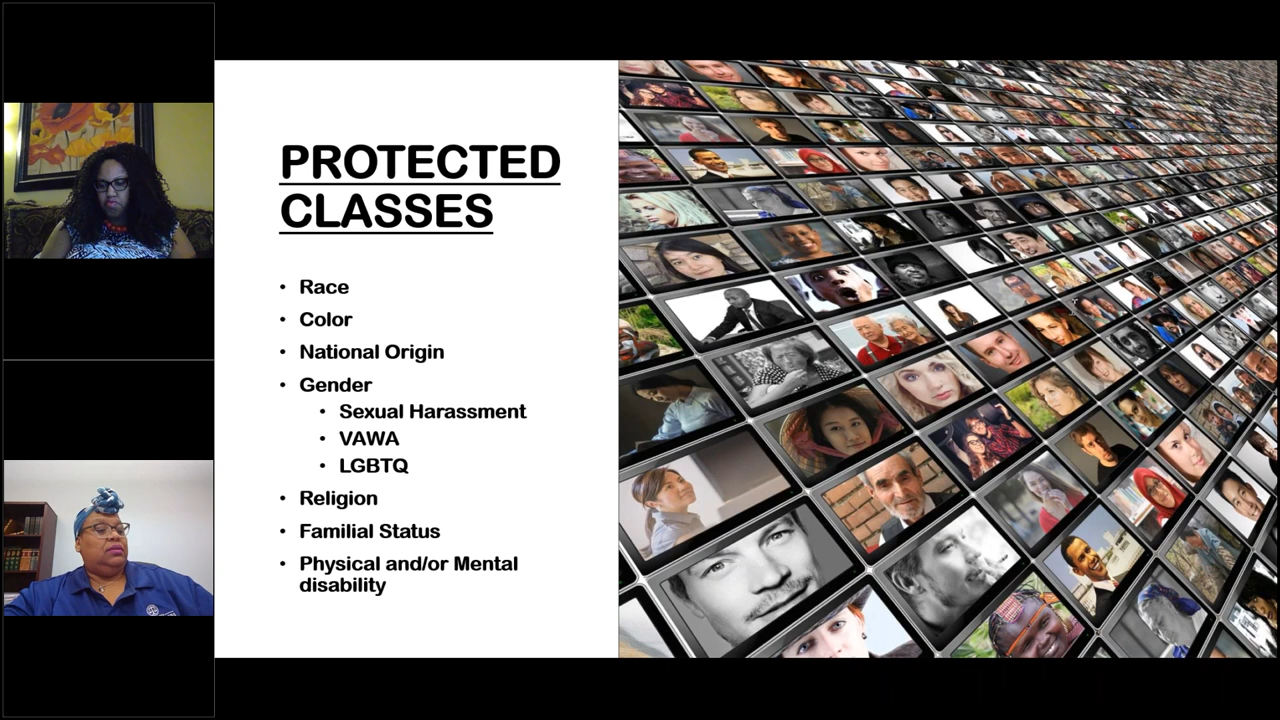 PROTECTED
CLASSES
• Race
• Color
• National Origin
• Gender
• Sexual Harassment
• VAWA
• LGBTQ
• Religion
• Familial Status
• Physical and/or Mental
disability